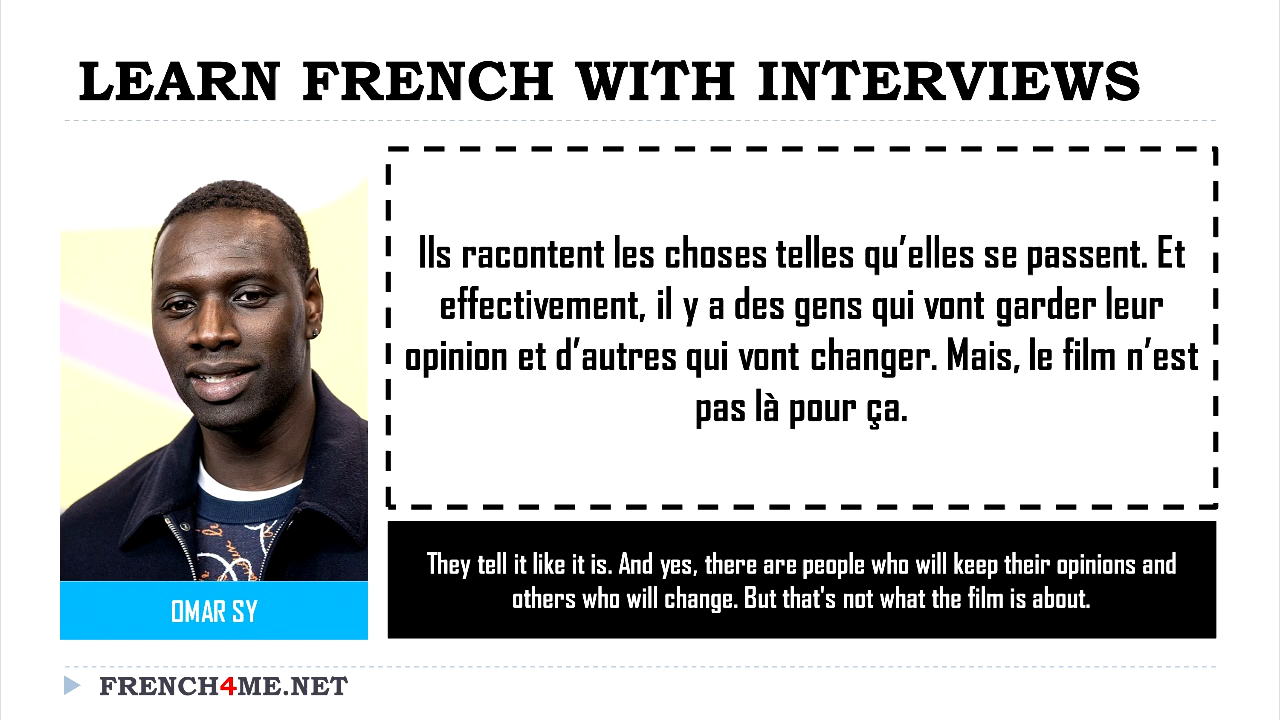 LEARN FRENCH WITH INTERVIEWS
Ils racontent les choses telles qu’elles se passent. Et
effectivement, il y a des gens qui vont garder leur
opinion et d’autres qui vont changer. Mais, le film n’est
pas là pour ça.
They tell it like it is. And yes, there are people who will keep their opinions and
others who will change. But that's not what the film is about.
OMAR SY
FRENCH4ME.NET